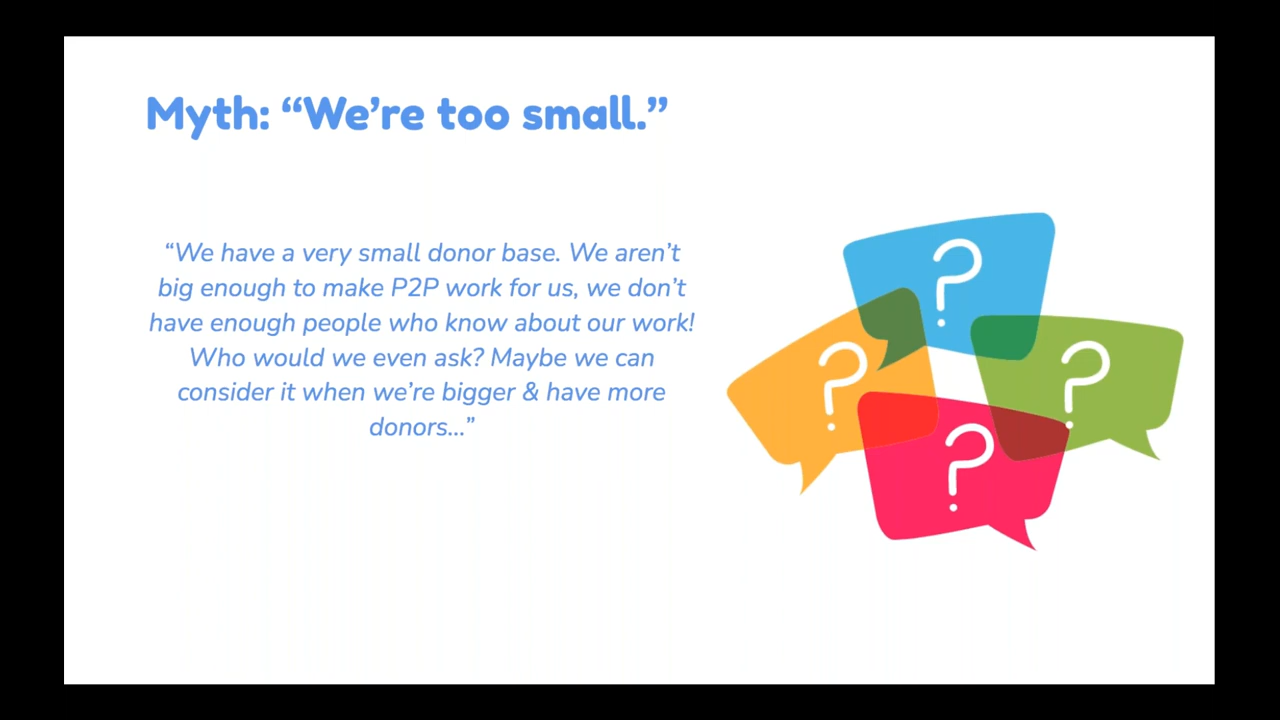 Myth: “We’re too small.”
“We have a very small donor base. We aren’t
big enough to make P2P work for us, we don’t
have enough people who know about our work!
Who would we even ask? Maybe we can
consider it when we’re bigger & have more
donors...”
?
?
?
?